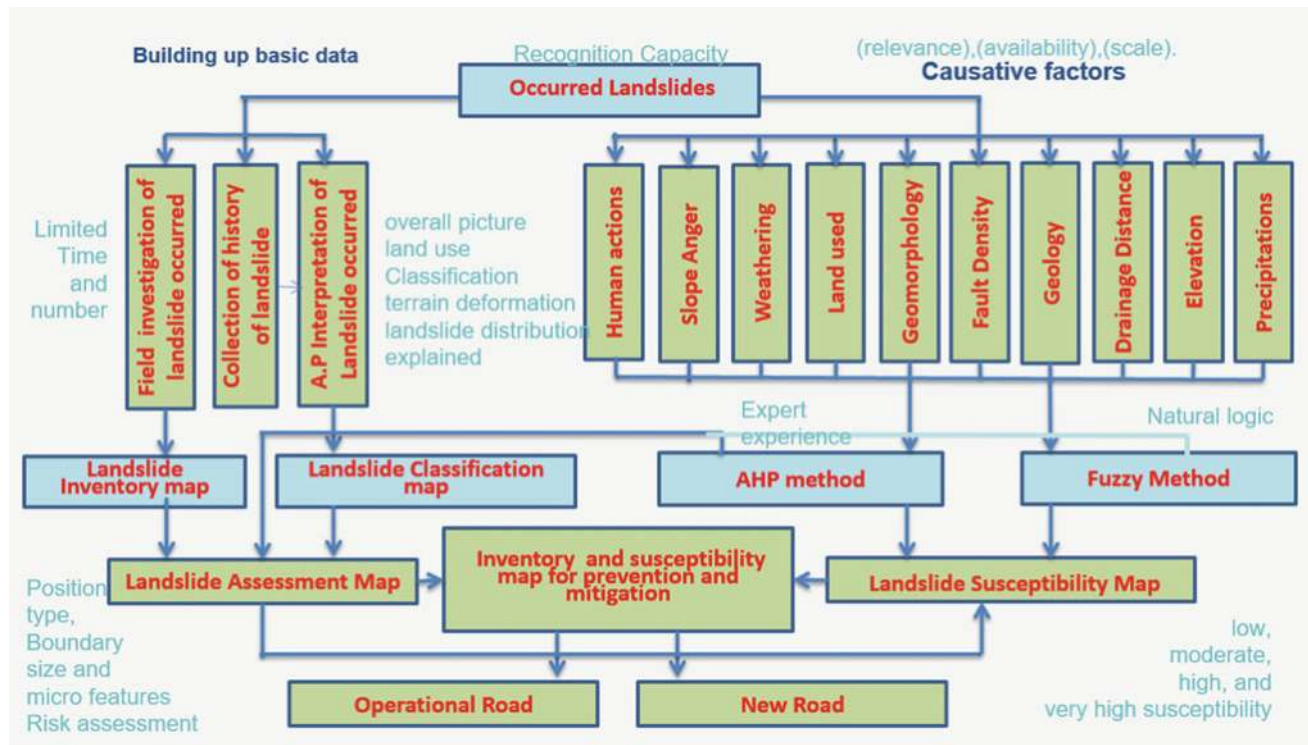 Building up basic data
Recognition Capacity
(relevance),(availability),(scale).
Causative factors
Occurred Landslides
Limited
Time
and
number
Field investigation of
landslide occurred
Collection of history
of landslide
A.P Interpretation of
Landslide occurred
overall picture
land use
Classification
terrain deformation
landslide distribution
explained
Human actions
Slope Anger
Weathering
Land used
Geomorphology
Fault Density
Geology
Drainage Distance
Elevation
Precipitations
Expert
experience
Natural logic
Landslide
Inventory map
Landslide Classification
map
AHP method
Fuzzy Method
Landslide Assessment Map
Inventory and susceptibility
map for prevention and
mitigation
Landslide Susceptibility Map
Position
type,
Boundary
size and
micro features
Risk assessment
low,
moderate,
high, and
very high susceptibility
Operational Road
New Road